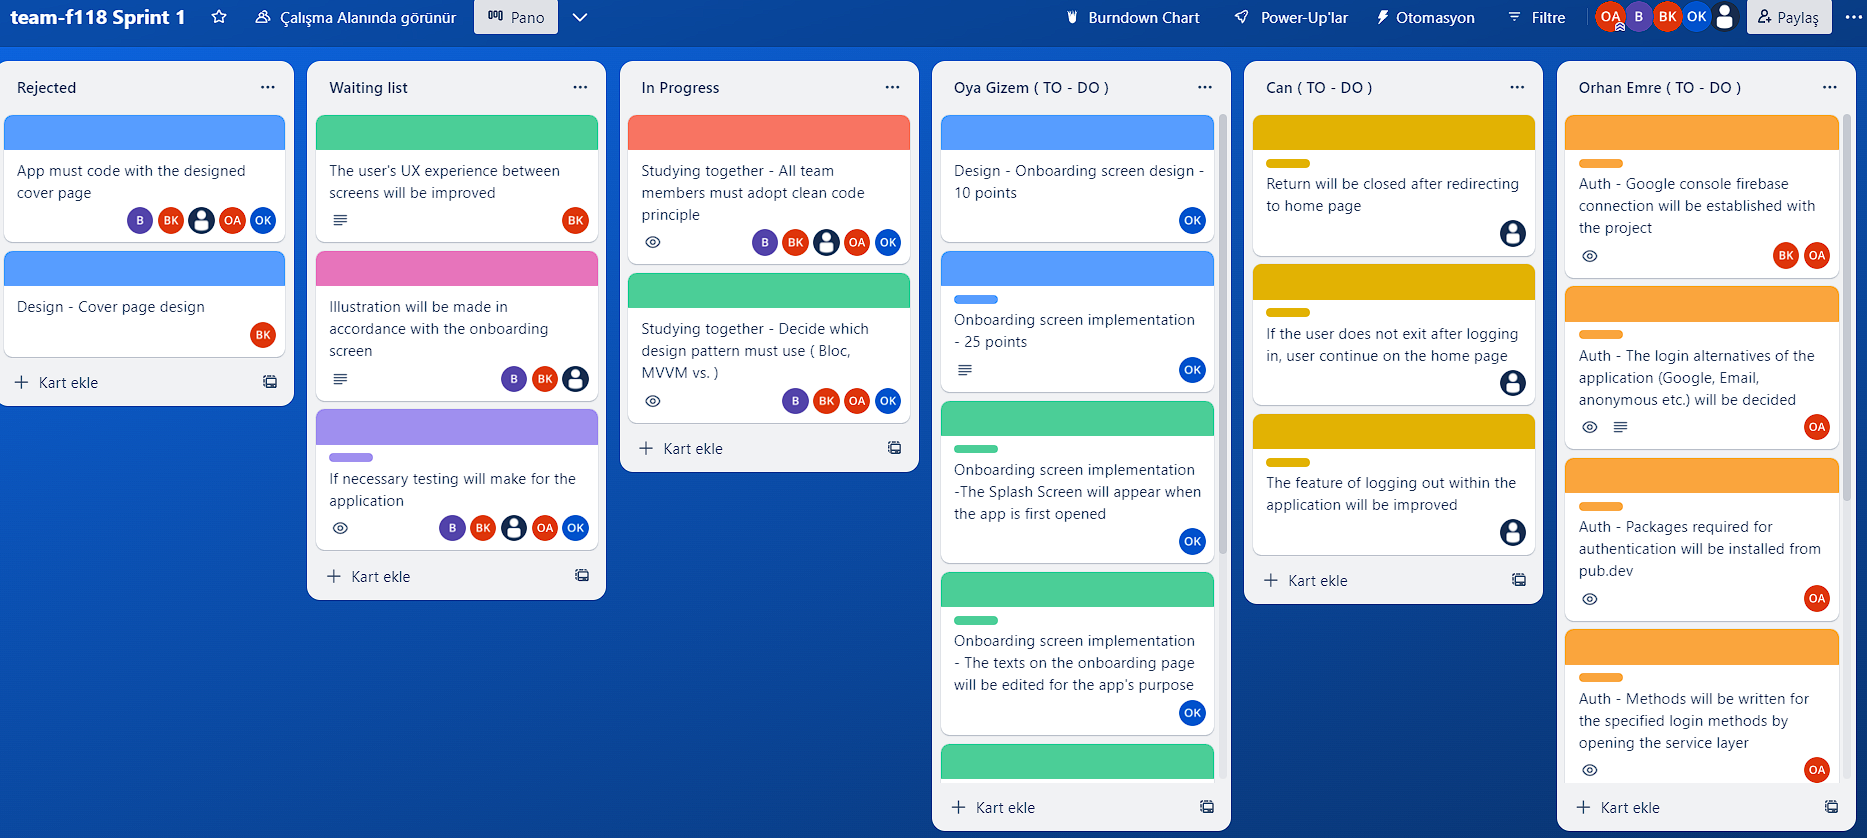 team-f118 Sprint 1
Çalışma Alanında görünür
Pano
Burndown Chart
Power-Up'lar
Otomasyon
Filtre
OA
B
BK
OK
Paylaş
Rejected
App must code with the designed
cover page
B BK OA OK
Design - Cover page design
BK
Kart ekle
Waiting list
The user's UX experience between
screens will be improved
BK
Illustration will be made in
accordance with the onboarding
screen
B BK
If necessary testing will make for the
application
B BK OA OK
Kart ekle
In Progress
Studying together - All team
members must adopt clean code
principle
B BK OA OK
Studying together - Decide which
design pattern must use ( Bloc,
MVVM vs. )
B BK OA OK
Kart ekle
Oya Gizem ( TO - DO )
Design - Onboarding screen design -
10 points
OK
Onboarding screen implementation
- 25 points
OK
Onboarding screen implementation
-The Splash Screen will appear when
the app is first opened
OK
Onboarding screen implementation
- The texts on the onboarding page
will be edited for the app's purpose
OK
Kart ekle
Can ( TO - DO )
Return will be closed after redirecting
to home page
If the user does not exit after logging
in, user continue on the home page
The feature of logging out within the
application will be improved
Kart ekle
Orhan Emre ( TO - DO )
Auth - Google console firebase
connection will be established with
the project
BK OA
Auth - The login alternatives of the
application (Google, Email,
anonymous etc.) will be decided
OA
Auth - Packages required for
authentication will be installed from
pub.dev
OA
Auth - Methods will be written for
the specified login methods by
opening the service layer
OA
Kart ekle